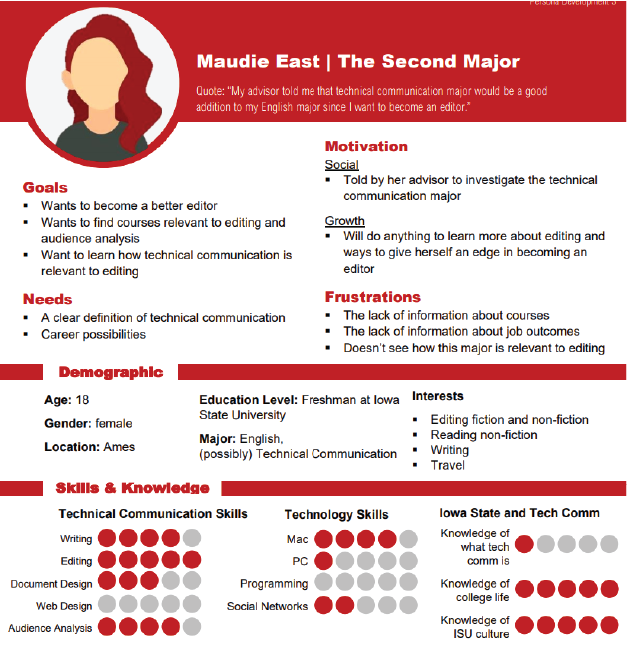 Persona Development 3
Maudie East | The Second Major
Quote: “My advisor told me that technical communication major would be a good
addition to my English major since I want to become an editor.”
Goals
▪ Wants to become a better editor
▪ Wants to find courses relevant to editing and
audience analysis
▪ Want to learn how technical communication is
relevant to editing
Needs
▪ A clear definition of technical communication
▪ Career possibilities
Motivation
Social
▪ Told by her advisor to investigate the technical
communication major
Growth
▪ Will do anything to learn more about editing and
ways to give herself an edge in becoming an
editor
Frustrations
▪ The lack of information about courses
▪ The lack of information about job outcomes
▪ Doesn’t see how this major is relevant to editing
Demographic
Age: 18
Gender: female
Location: Ames
Education Level: Freshman at Iowa
State University
Major: English,
(possibly) Technical Communication
Interests
▪ Editing fiction and non-fiction
▪ Reading non-fiction
▪ Writing
▪ Travel
Skills & Knowledge
Technical Communication Skills
Writing
Editing
Document Design
Web Design
Audience Analysis
Technology Skills
Mac
PC
Programming
Social Networks
Iowa State and Tech Comm
Knowledge of
what tech
comm is
Knowledge of
college life
Knowledge of
ISU culture